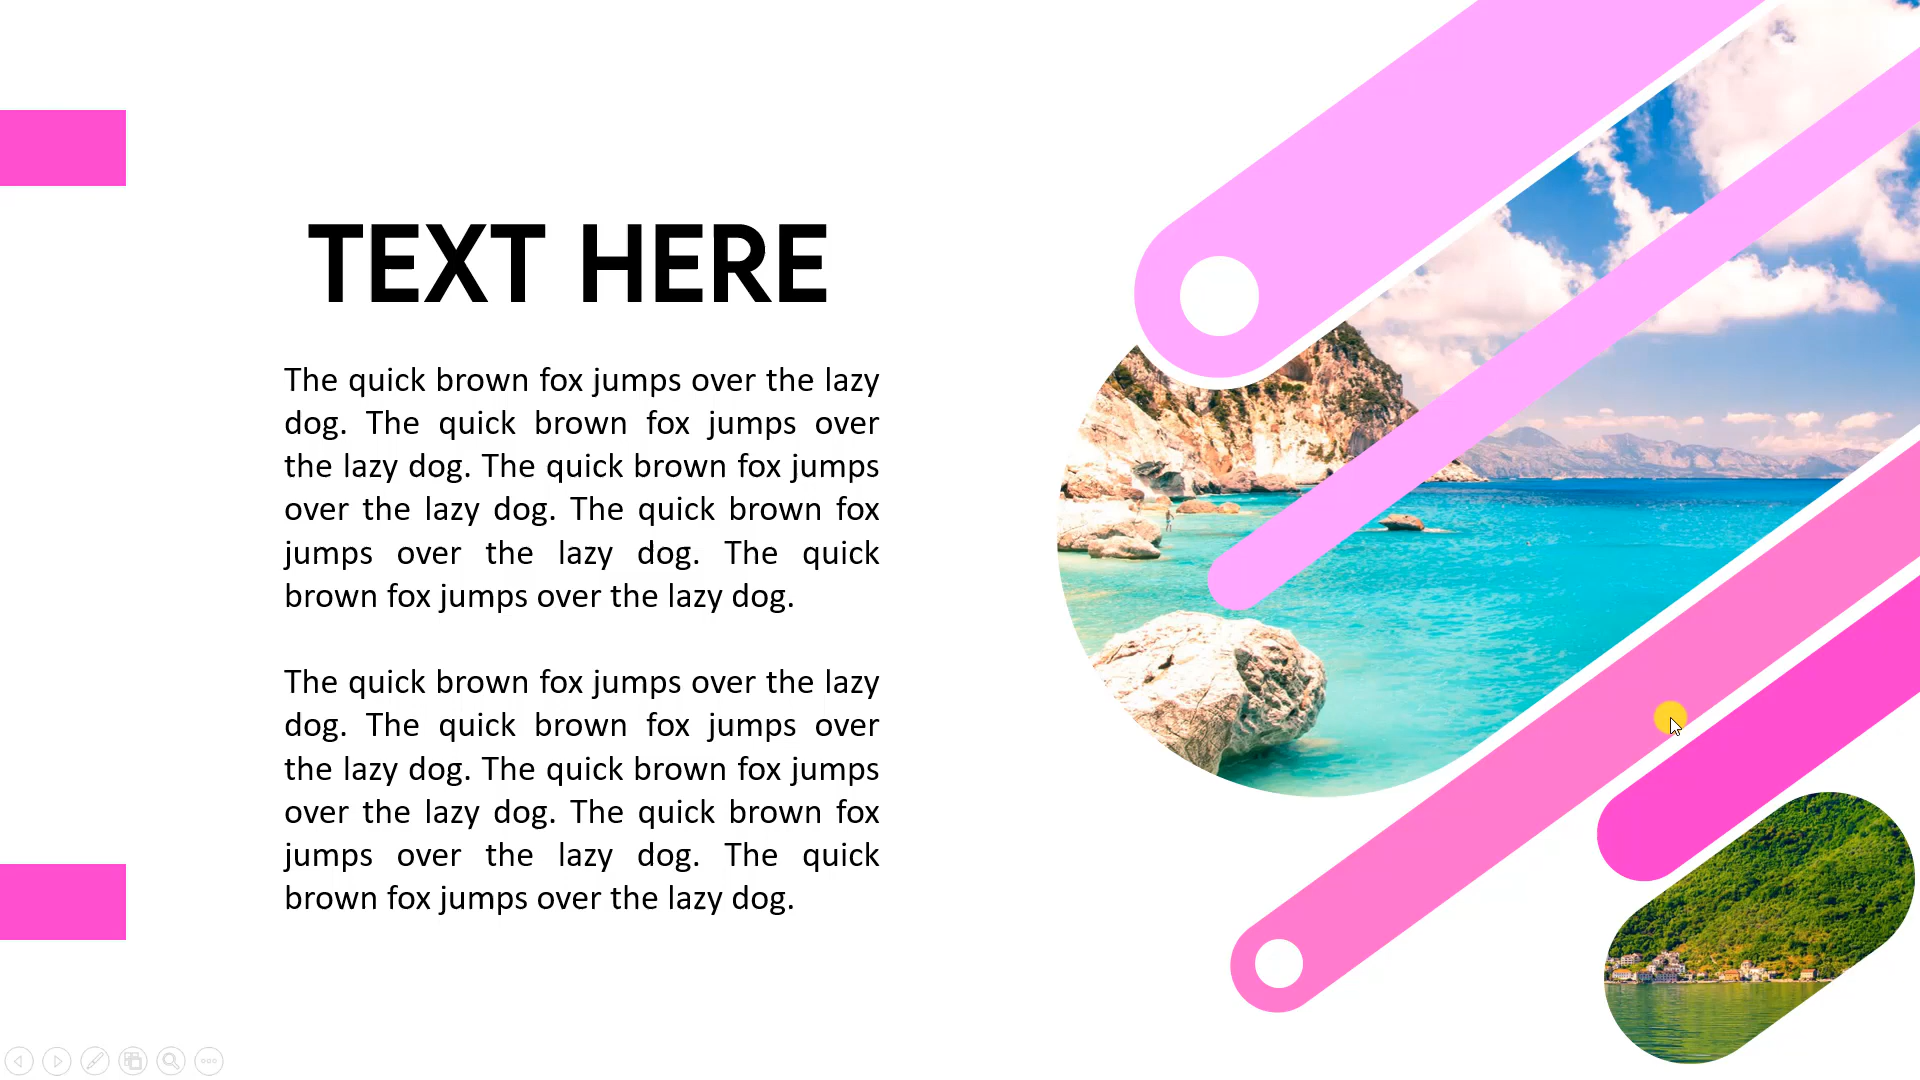 TEXT HERE
The quick brown fox jumps over the lazy
dog. The quick brown fox jumps over
the lazy dog. The quick brown fox jumps
over the lazy dog. The quick brown fox
jumps over the lazy dog. The quick
brown fox jumps over the lazy dog.
The quick brown fox jumps over the lazy
dog. The quick brown fox jumps over
the lazy dog. The quick brown fox jumps
over the lazy dog. The quick brown fox
jumps over the lazy dog. The quick
brown fox jumps over the lazy dog.